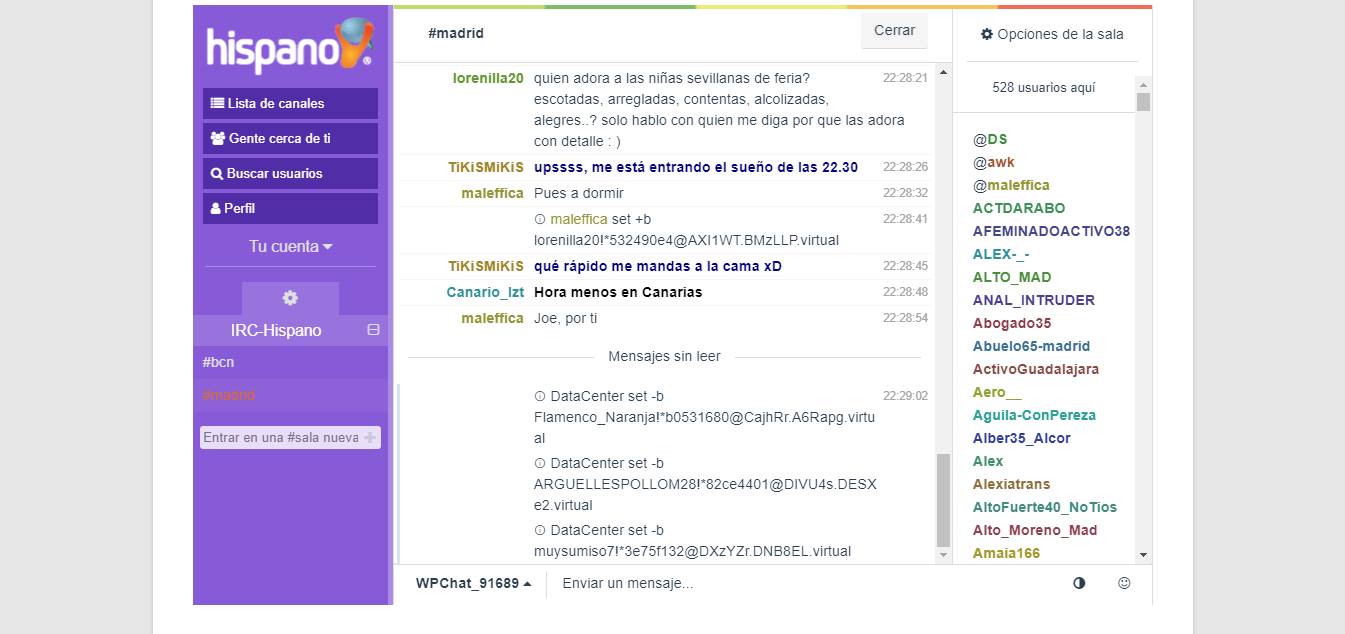 hispano
®
Lista de canales
Gente cerca de ti
Buscar usuarios
Perfil
Tu cuenta
IRC-Hispano
#bcn
#madrid
Entrar en una #sala nueva
#madrid
Cerrar
lorenilla20 quien adora a las niñas sevillanas de feria? 22:28:21
escotadas, arregladas, contentas, alcolizadas,
alegres..? solo hablo con quien me diga por que las adora
con detalle : )
TiKiSMiKiS upssss, me está entrando el sueño de las 22.30 22:28:26
maleffica Pues a dormir 22:28:32
maleffica set +b 22:28:41
lorenilla20!*532490e4@AXI1WT.BMzLLP.virtual
TiKiSMiKiS qué rápido me mandas a la cama xD 22:28:45
Canario_lzt Hora menos en Canarias 22:28:48
maleffica Joe, por ti 22:28:54
Mensajes sin leer
DataCenter set -b 22:29:02
Flamenco_Naranja!*b0531680@CajhRr.A6Rapg.virtu
al
DataCenter set -b
ARGUELLESPOLLOM28!*82ce4401@DIVU4s.DESX
e2.virtual
DataCenter set -b
muysumiso7!*3e75f132@DXzYZr.DNB8EL.virtual
WPChat_91689
Enviar un mensaje...
Opciones de la sala
528 usuarios aquí
@DS
@awk
@maleffica
ACTDARABO
AFEMINADOACTIVO38
ALEX-_-
ALTO_MAD
ANAL_INTRUDER
Abogado35
Abuelo65-madrid
ActivoGuadalajara
Aero__
Aguila-ConPereza
Alber35_Alcor
Alex
Alexiatrans
AltoFuerte40_NoTios
Alto_Moreno_Mad
Amaia166